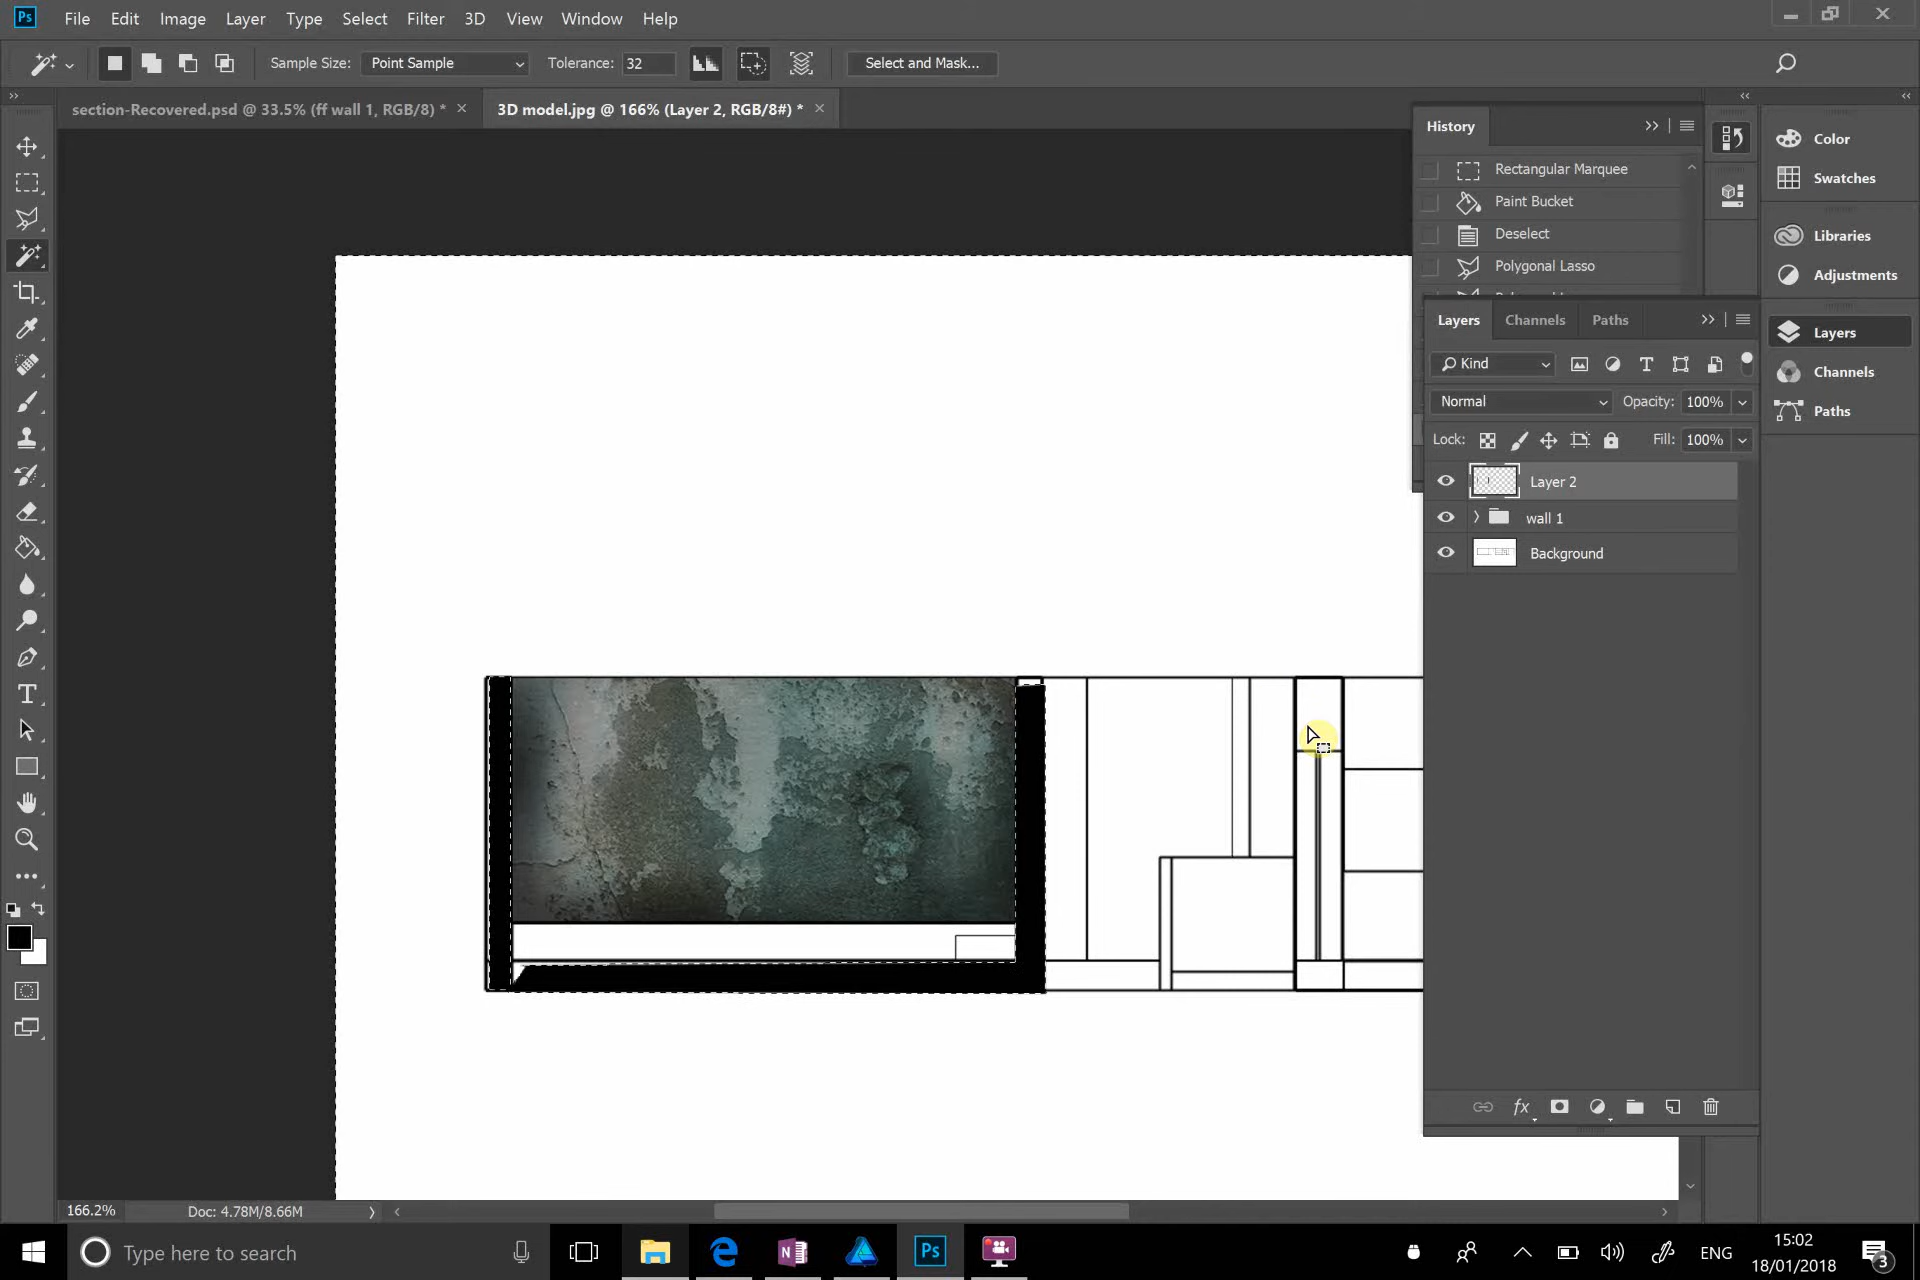 Ps File Edit Image Layer Type Select Filter 3D View Window Help
Sample Size: Point Sample Tolerance: 32 Select and Mask...
section-Recovered.psd @ 33.5% (ff wall 1, RGB/8) * 3D model.jpg @ 166% (Layer 2, RGB/8#) *
History
Rectangular Marquee
Paint Bucket
Deselect
Polygonal Lasso
Color
Swatches
Libraries
Adjustments
Layers
Channels
Paths
Layers Channels Paths
Kind
Normal Opacity: 100%
Lock: Fill: 100%
Layer 2
wall 1
Background
166.2% Doc: 4.78M/8.66M
Type here to search
Ps
ENG
15:02
18/01/2018
3